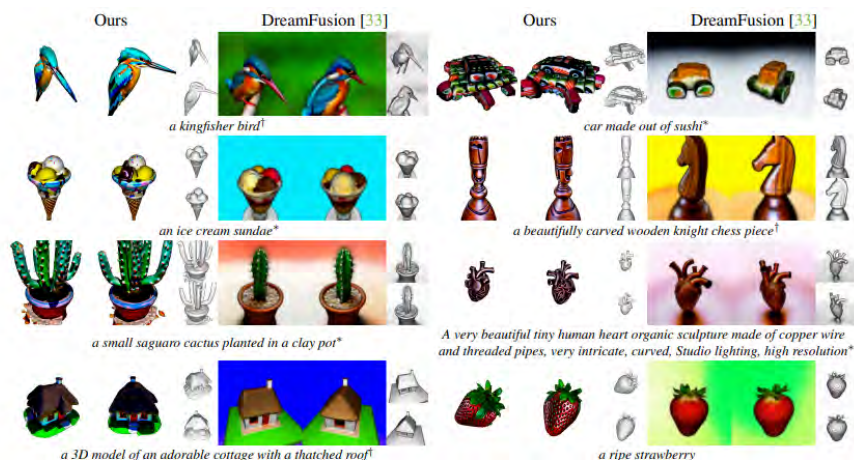 Ours DreamFusion [33] Ours DreamFusion [33]
a kingfisher bird† car made out of sushi*
an ice cream sundae* a beautifully carved wooden knight chess piece†
a small saguaro cactus planted in a clay pot* A very beautiful tiny human heart organic sculpture made of copper wire
and threaded pipes, very intricate, curved, Studio lighting, high resolution*
a 3D model of an adorable cottage with a thatched roof† a ripe strawberry